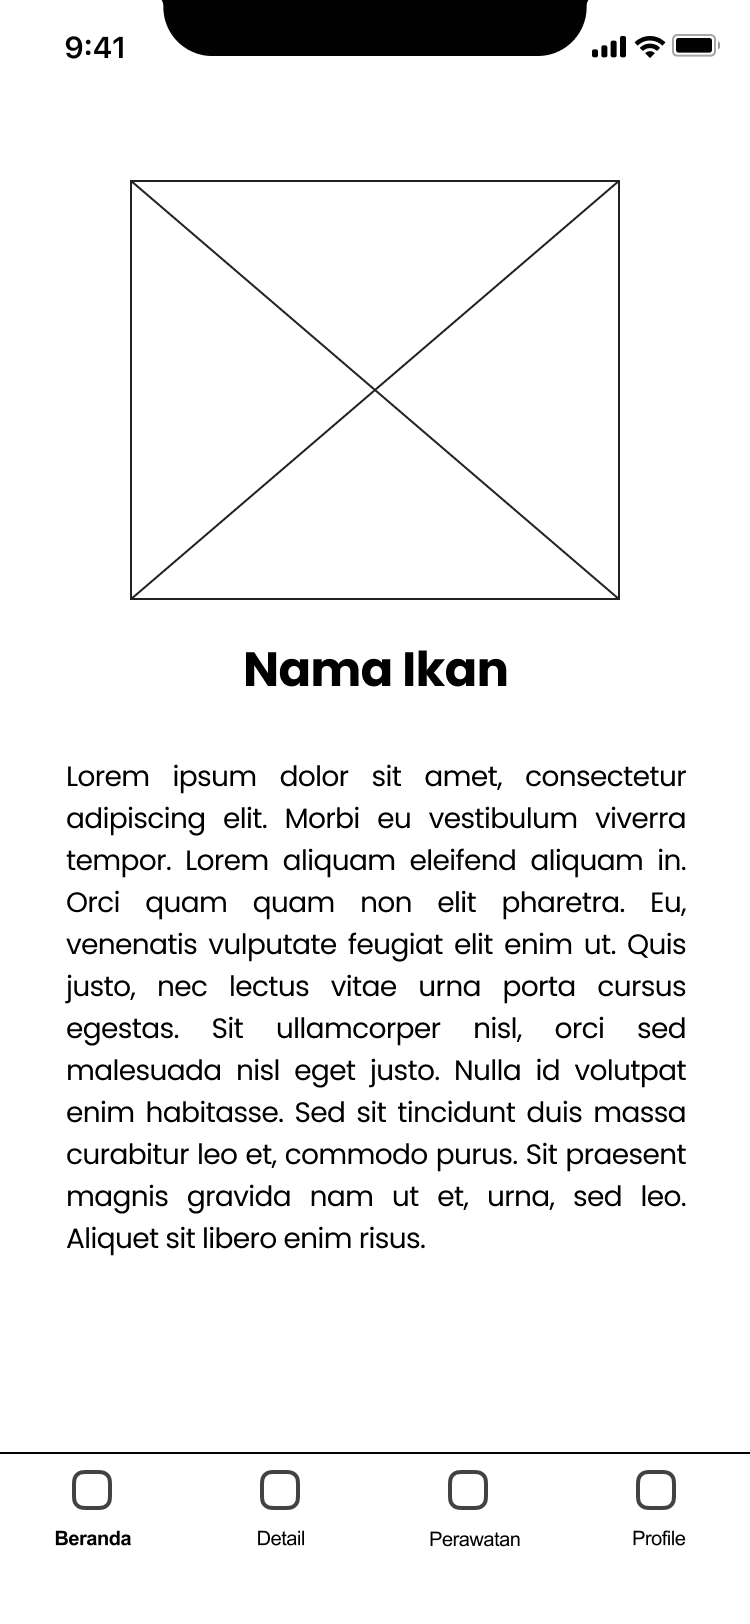 9:41
Nama Ikan
Lorem ipsum dolor sit amet, consectetur
adipiscing elit. Morbi eu vestibulum viverra
tempor. Lorem aliquam eleifend aliquam in.
Orci quam quam non elit pharetra. Eu,
venenatis vulputate feugiat elit enim ut. Quis
justo, nec lectus vitae urna porta cursus
egestas. Sit ullamcorper nisl, orci sed
malesuada nisl eget justo. Nulla id volutpat
enim habitasse. Sed sit tincidunt duis massa
curabitur leo et, commodo purus. Sit praesent
magnis gravida nam ut et, urna, sed leo.
Aliquet sit libero enim risus.
Beranda Detail Perawatan Profile